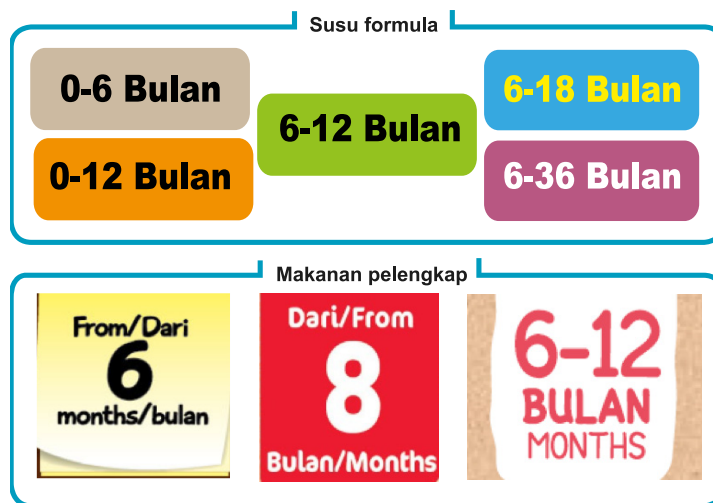 Susu formula
0-6 Bulan
0-12 Bulan
6-12 Bulan
6-18 Bulan
6-36 Bulan
Makanan pelengkap
From/Dari
6
months/bulan
Dari/From
8
Bulan/Months
6-12
BULAN
MONTHS